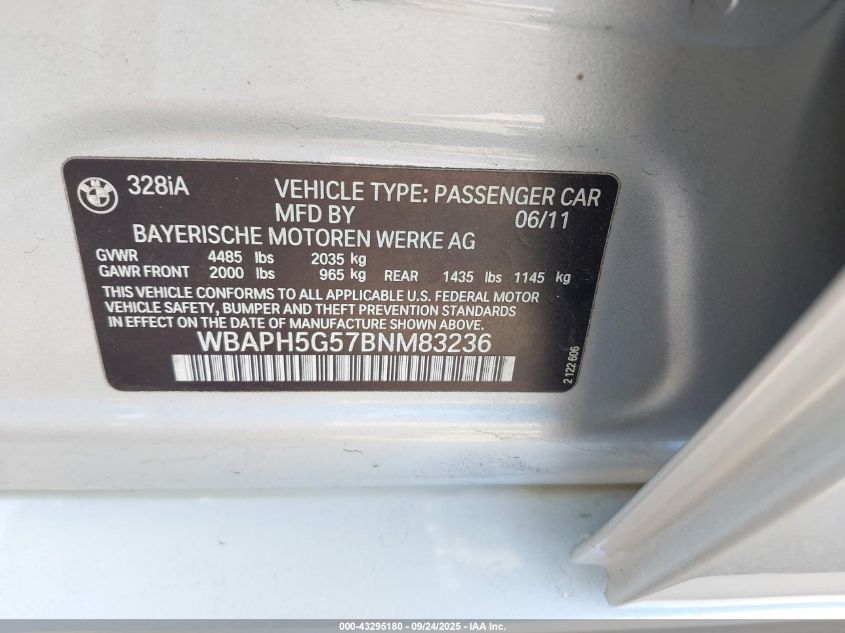 BMW
328iA
VEHICLE TYPE: PASSENGER CAR
MFD BY 06/11
BAYERISCHE MOTOREN WERKE AG
GVWR 4485 lbs 2035 kg
GAWR FRONT 2000 lbs 965 kg REAR 1435 lbs 1145 kg
THIS VEHICLE CONFORMS TO ALL APPLICABLE U.S. FEDERAL MOTOR
VEHICLE SAFETY, BUMPER AND THEFT PREVENTION STANDARDS
IN EFFECT ON THE DATE OF MANUFACTURE SHOWN ABOVE.
WBAPH5G57BNM83236
2 122 606
000-43295180 - 09/24/2025 - IAA Inc.